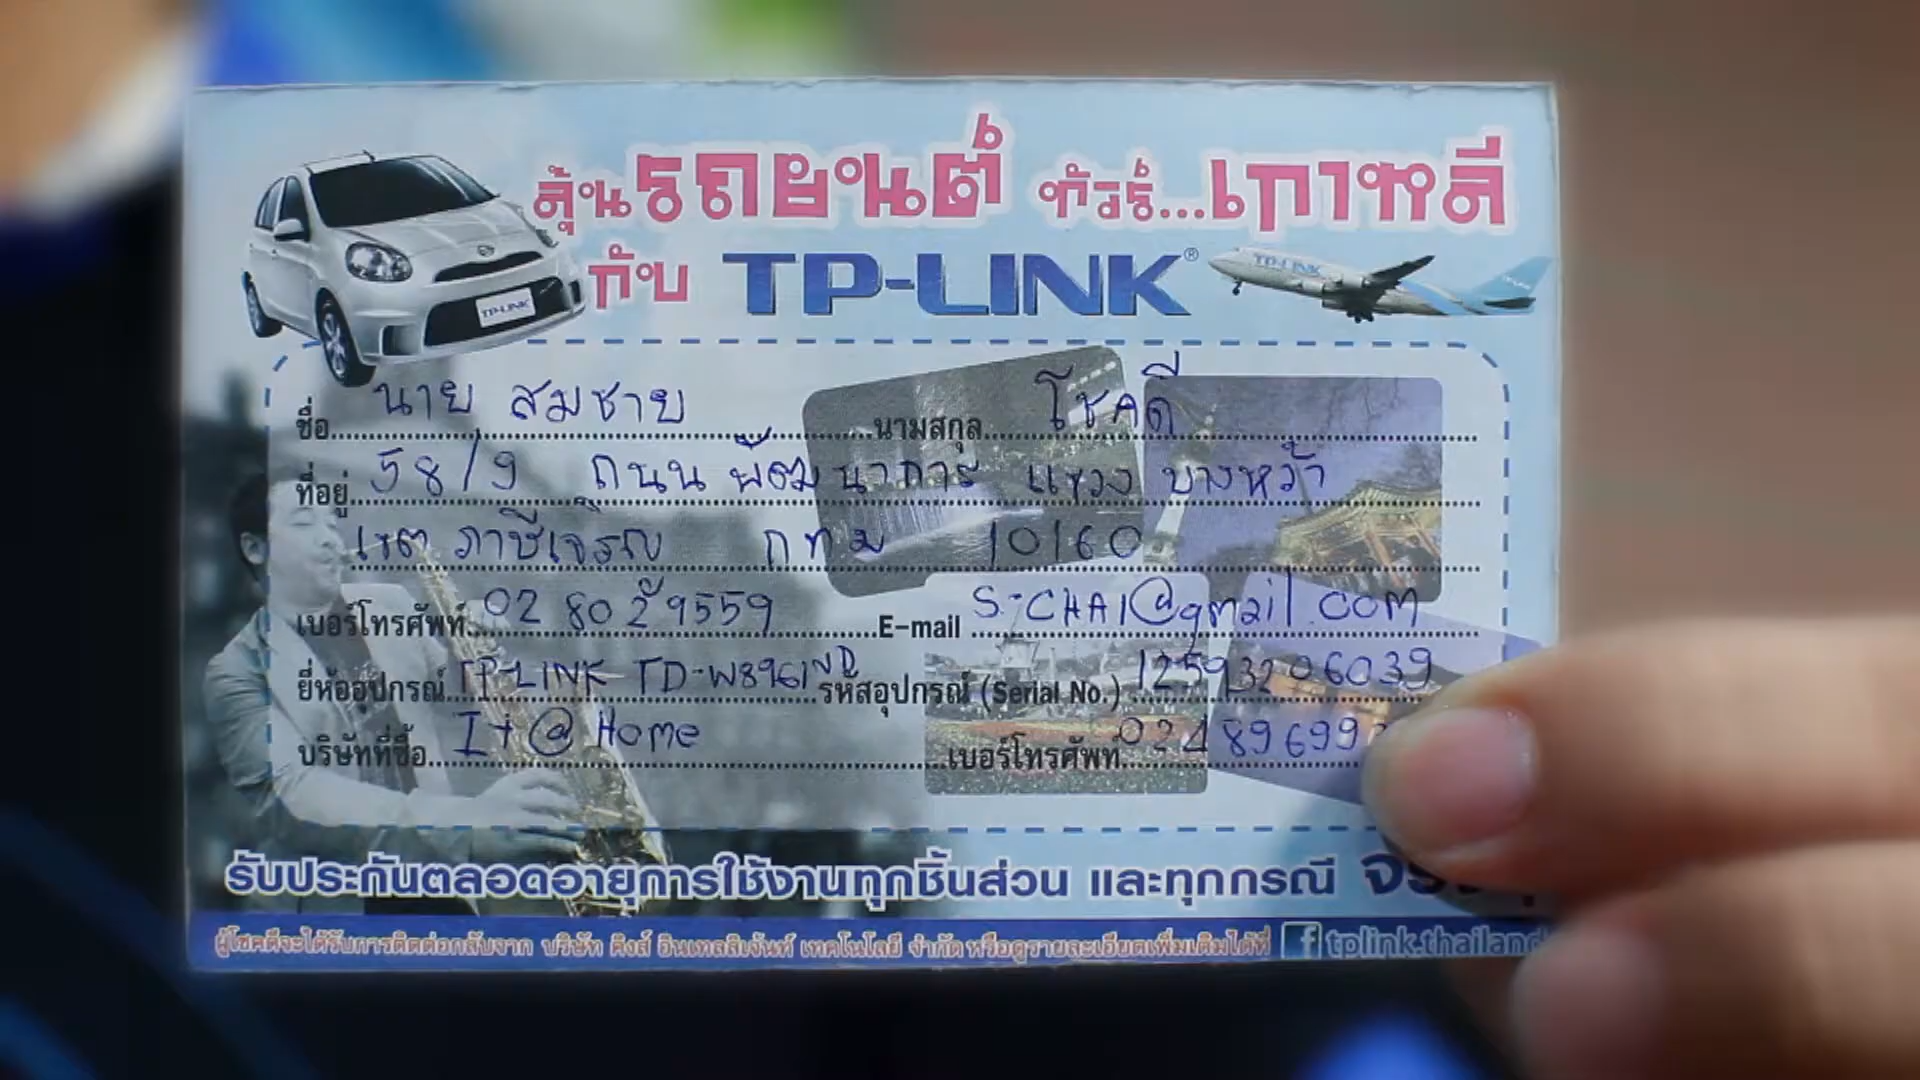 ลุ้นรถยนต์ ทัวร์...เกาหลี
กับ TP-LINK®
TP-LINK
TP-LINK
ชื่อ นาย สมชาย นามสกุล โชคดี
ที่อยู่ 58/9 ถนน พัฒนาการ แขวง บางหว้า
เขต ภาษีเจริญ กทม 10160
เบอร์โทรศัพท์ 02 8029559 E-mail S-CHAI@gmail.com
ยี่ห้ออุปกรณ์ TP-LINK TD-W8961ND รหัสอุปกรณ์ (Serial No.) 12593206039
บริษัทที่ซื้อ It@Home เบอร์โทรศัพท์
รับประกันตลอดอายุการใช้งานทุกชิ้นส่วน และทุกกรณี
ผู้โชคดีจะได้รับการติดต่อกลับจาก บริษัท คิงส์ อินเทลลิเจ้นท์ เทคโนโลยี จำกัด หรือดูรายละเอียดเพิ่มเติมได้ที่ f tplink.thailand